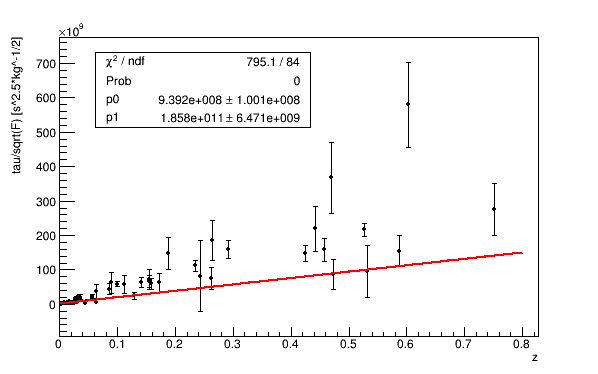 ×10^9
tau/sqrt(F) [s^2.5*kg^-1/2]
χ² / ndf 795.1 / 84
Prob 0
p0 9.392e+008 ± 1.001e+008
p1 1.858e+011 ± 6.471e+009
700
600
500
400
300
200
100
0
0 0.1 0.2 0.3 0.4 0.5 0.6 0.7 0.8
z